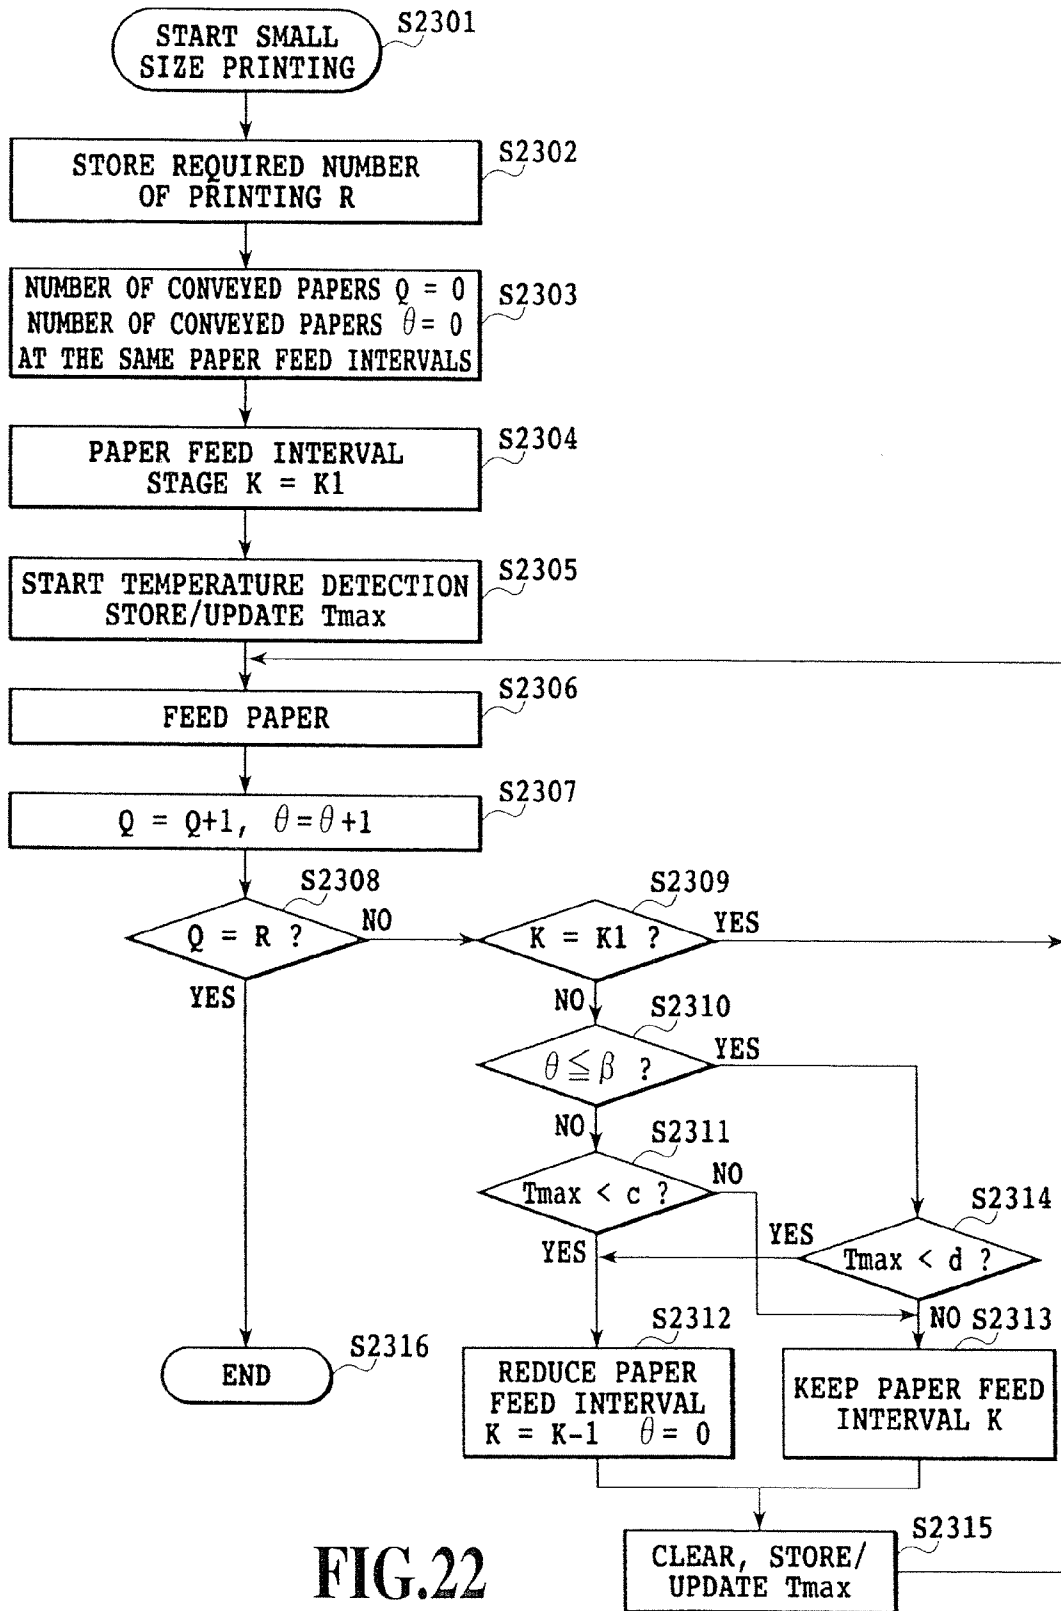 START SMALL
SIZE PRINTING
S2301
STORE REQUIRED NUMBER
OF PRINTING R
S2302
NUMBER OF CONVEYED PAPERS Q = 0
NUMBER OF CONVEYED PAPERS θ = 0
AT THE SAME PAPER FEED INTERVALS
S2303
PAPER FEED INTERVAL
STAGE K = K1
S2304
START TEMPERATURE DETECTION
STORE/UPDATE Tmax
S2305
FEED PAPER
S2306
Q = Q+1, θ = θ+1
S2307
Q = R ?
S2308
NO
YES
K = K1 ?
S2309
YES
NO
θ ≦ β ?
S2310
YES
NO
Tmax < c ?
S2311
NO
YES
Tmax < d ?
S2314
YES
NO
REDUCE PAPER
FEED INTERVAL
K = K-1 θ = 0
S2312
KEEP PAPER FEED
INTERVAL K
S2313
END
S2316
CLEAR, STORE/
UPDATE Tmax
S2315
FIG.22